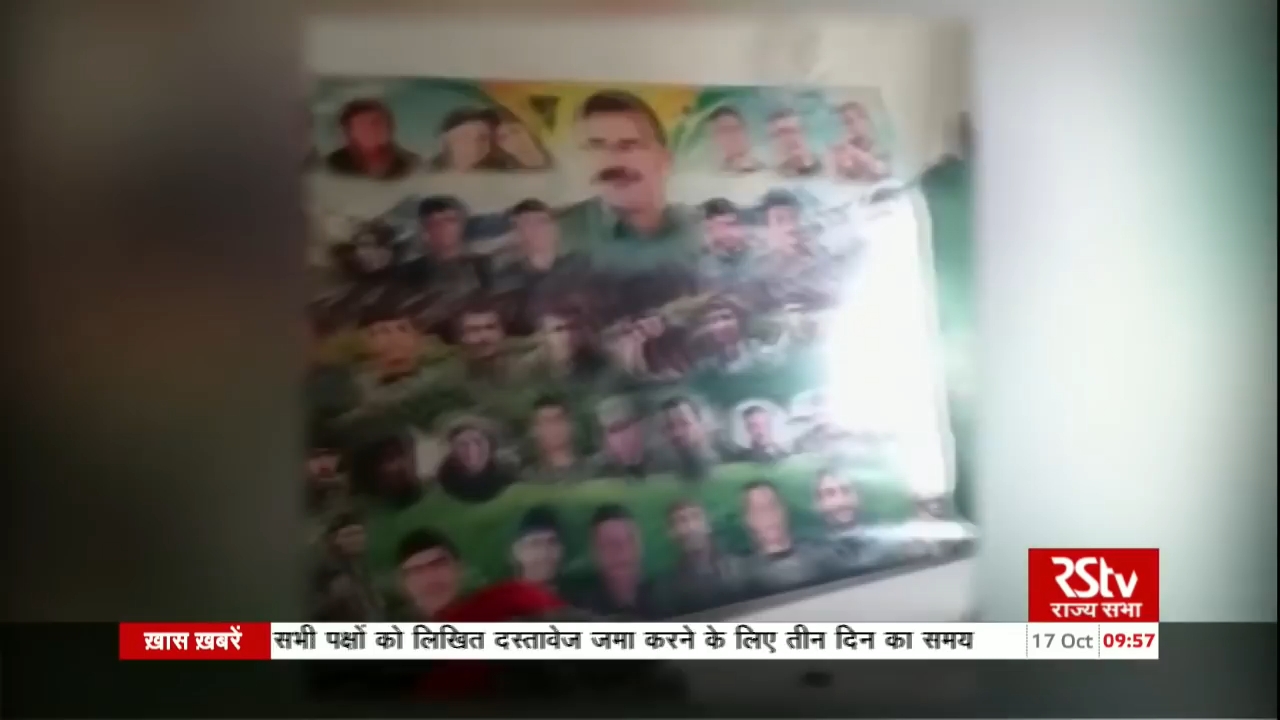 RStv
राज्य सभा
ख़ास ख़बरें
सभी पक्षों को लिखित दस्तावेज जमा करने के लिए तीन दिन का समय
17 Oct
09:57